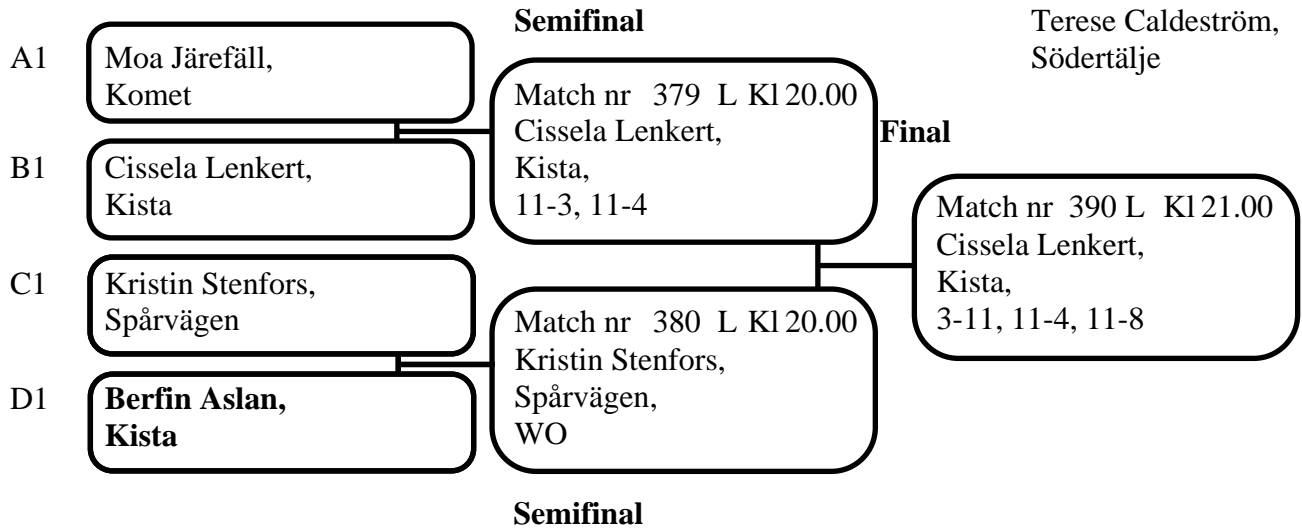 Semifinal
Terese Caldeström,
Södertälje
A1
Moa Järefäll,
Komet
Match nr 379 L Kl 20.00
Cissela Lenkert,
Kista,
11-3, 11-4
Final
B1
Cissela Lenkert,
Kista
Match nr 390 L Kl 21.00
Cissela Lenkert,
Kista,
3-11, 11-4, 11-8
C1
Kristin Stenfors,
Spårvägen
Match nr 380 L Kl 20.00
Kristin Stenfors,
Spårvägen,
WO
D1
Berfin Aslan,
Kista
Semifinal